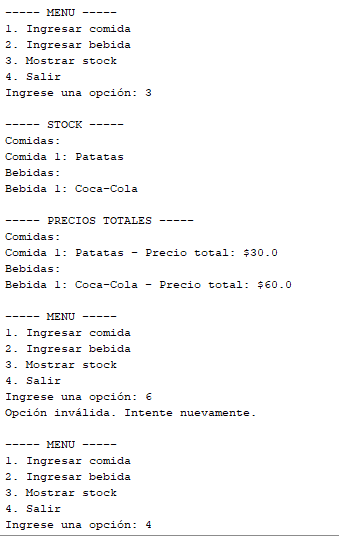 ----- MENU -----
1. Ingresar comida
2. Ingresar bebida
3. Mostrar stock
4. Salir
Ingrese una opción: 3

----- STOCK -----
Comidas:
Comida 1: Patatas
Bebidas:
Bebida 1: Coca-Cola

----- PRECIOS TOTALES -----
Comidas:
Comida 1: Patatas - Precio total: $30.0
Bebidas:
Bebida 1: Coca-Cola - Precio total: $60.0

----- MENU -----
1. Ingresar comida
2. Ingresar bebida
3. Mostrar stock
4. Salir
Ingrese una opción: 6
Opción inválida. Intente nuevamente.

----- MENU -----
1. Ingresar comida
2. Ingresar bebida
3. Mostrar stock
4. Salir
Ingrese una opción: 4